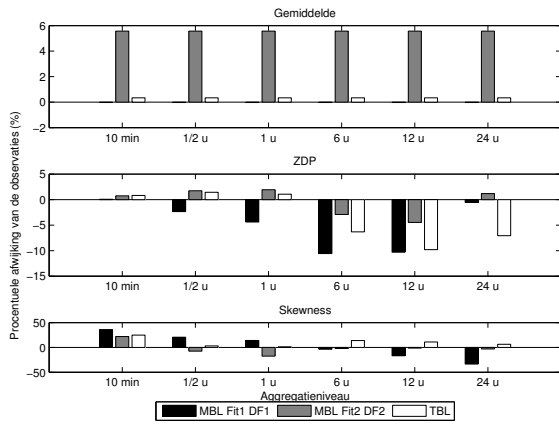 Gemiddelde
6
4
2
0
−2
10 min 1/2 u 1 u 6 u 12 u 24 u
ZDP
5
0
−5
−10
−15
10 min 1/2 u 1 u 6 u 12 u 24 u
Procentuele afwijking van de observaties (%)
Skewness
50
0
−50
10 min 1/2 u 1 u 6 u 12 u 24 u
Aggregatieniveau
MBL Fit1 DF1 MBL Fit2 DF2 TBL